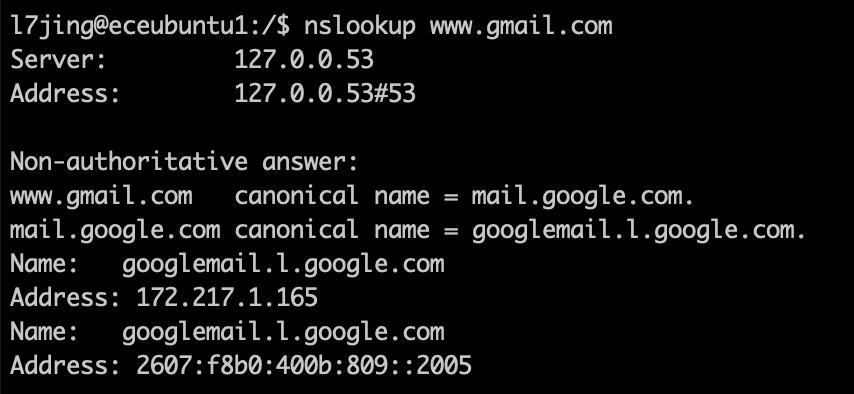 l7jing@eceubuntu1:/$ nslookup www.gmail.com
Server:         127.0.0.53
Address:        127.0.0.53#53

Non-authoritative answer:
www.gmail.com   canonical name = mail.google.com.
mail.google.com canonical name = googlemail.l.google.com.
Name:   googlemail.l.google.com
Address: 172.217.1.165
Name:   googlemail.l.google.com
Address: 2607:f8b0:400b:809::2005